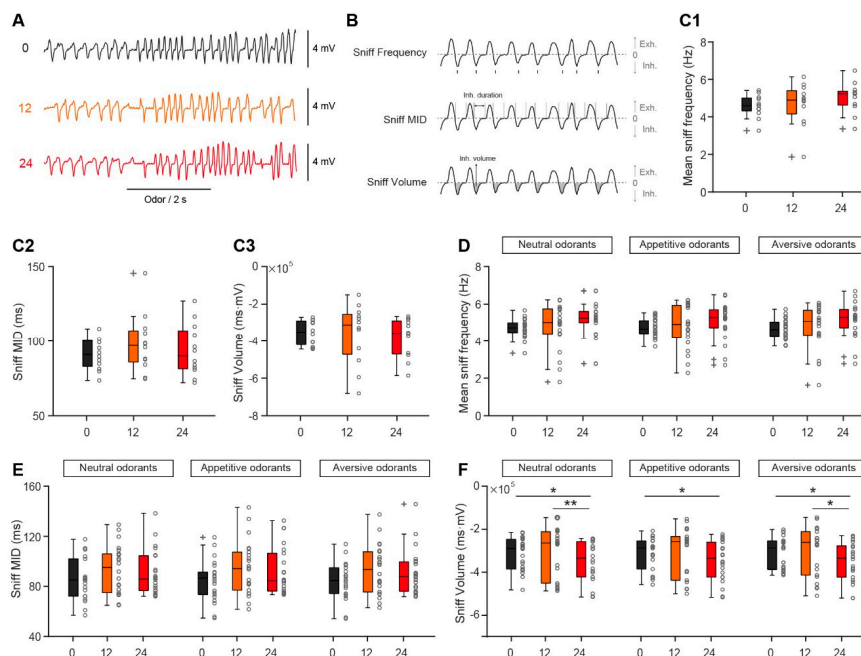 A
0
4 mV
12
4 mV
24
4 mV
Odor / 2 s
B
Sniff Frequency
Exh.
0
Inh.
Inh. duration
Sniff MID
Exh.
0
Inh.
Inh. volume
Sniff Volume
Exh.
0
Inh.
C1
Mean sniff frequency (Hz)
8
6
4
2
0
0 12 24
C2
Sniff MID (ms)
150
100
50
0 12 24
C3
×10⁵
Sniff Volume (ms·mV)
0
-2
-4
-6
-8
0 12 24
D
Neutral odorants Appetitive odorants Aversive odorants
Mean sniff frequency (Hz)
8
6
4
2
0
0 12 24 0 12 24 0 12 24
E
Neutral odorants Appetitive odorants Aversive odorants
Sniff MID (ms)
160
120
80
40
0 12 24 0 12 24 0 12 24
F
Neutral odorants Appetitive odorants Aversive odorants
×10⁵
Sniff Volume (ms·mV)
0
-2
-4
-6
* ** * * *
0 12 24 0 12 24 0 12 24